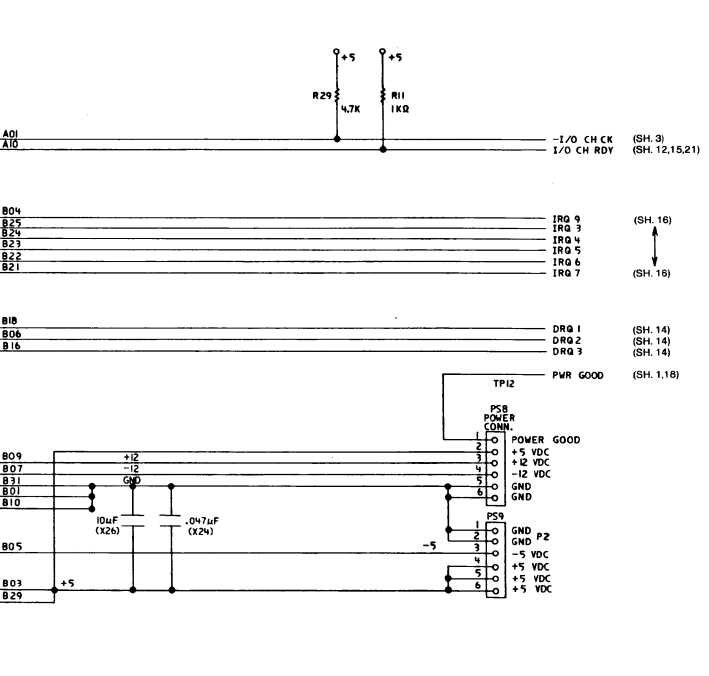 +5 +5
R29 R11
4.7K 1KΩ
A01 -I/O CH CK (SH. 3)
A10 I/O CH RDY (SH. 12,15,21)
B04 IRQ 9 (SH. 16)
B25 IRQ 3
B24 IRQ 4
B23 IRQ 5
B22 IRQ 6
B21 IRQ 7 (SH. 16)
B18 DRQ 1 (SH. 14)
B06 DRQ 2 (SH. 14)
B16 DRQ 3 (SH. 14)
PWR GOOD (SH. 1,18)
TP12
PS8
POWER
CONN.
1 POWER GOOD
2 +5 VDC
B09 +12 3 +12 VDC
B07 -12 4 -12 VDC
B31 GND 5 GND
B01 6 GND
B10
PS9
10µF .047µF
(X26) (X24)
1 GND
2 GND P2
B05 -5 3 -5 VDC
4 +5 VDC
5 +5 VDC
B03 +5 6 +5 VDC
B29